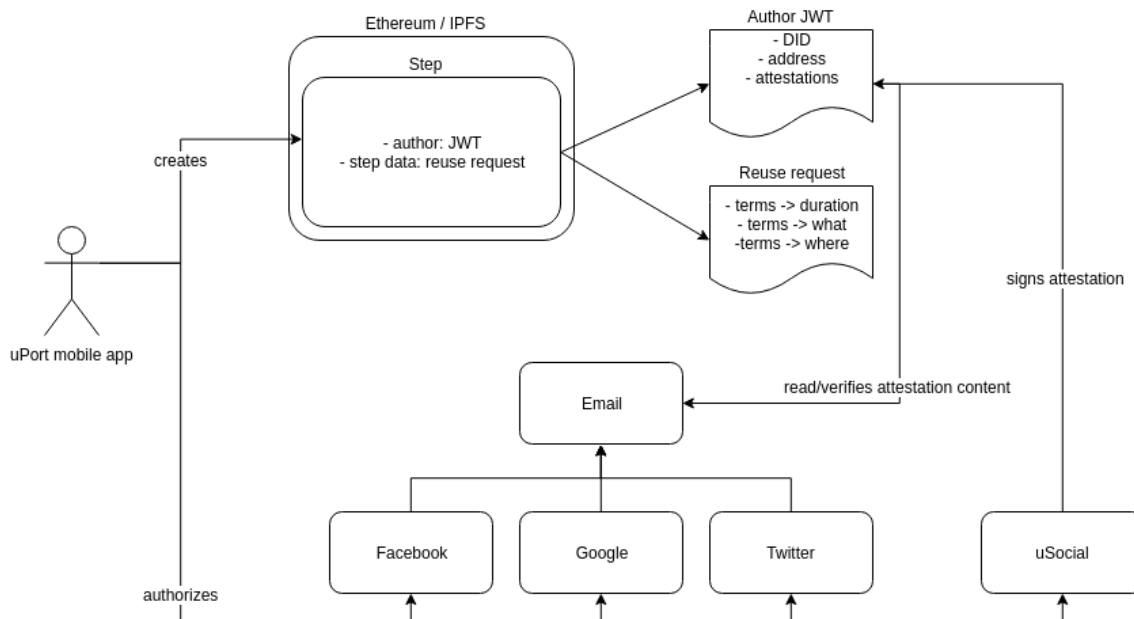 Ethereum / IPFS
Step
- author: JWT
- step data: reuse request
Author JWT
- DID
- address
- attestations
Reuse request
- terms -> duration
- terms -> what
-terms -> where
creates
uPort mobile app
signs attestation
read/verifies attestation content
Email
Facebook
Google
Twitter
uSocial
authorizes